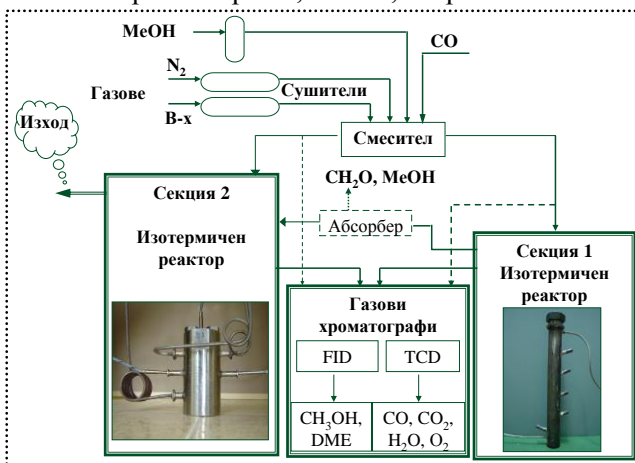 MeOH
CO
N2
Газове
Сушители
В-х
Изход
Смесител
CH2O, MeOH
Секция 2
Абсорбер
Изотермичен
реактор
Секция 1
Изотермичен
реактор
Газови
хроматографи
FID
TCD
CH3OH,
DME
CO, CO2,
H2O, O2